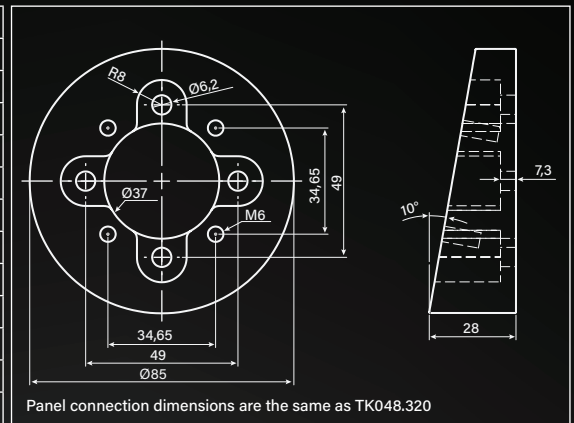 R8
Ø6,2
Ø37
M6
34,65
49
34,65
49
Ø85
7,3
10°
28
Panel connection dimensions are the same as TK048.320